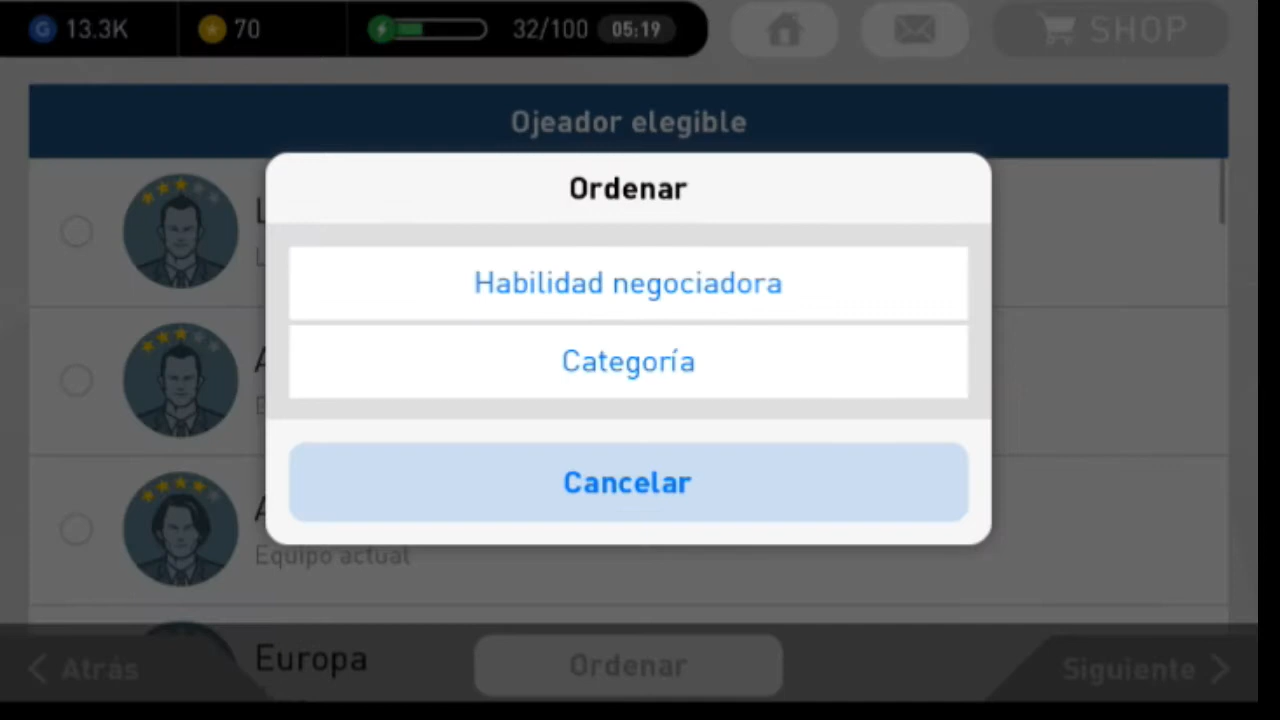 G 13.3K 70 32/100 05:19 SHOP
Ojeador elegible
Ordenar
Habilidad negociadora
Categoría
Cancelar
Equipo actual
Europa
Atrás Ordenar Siguiente